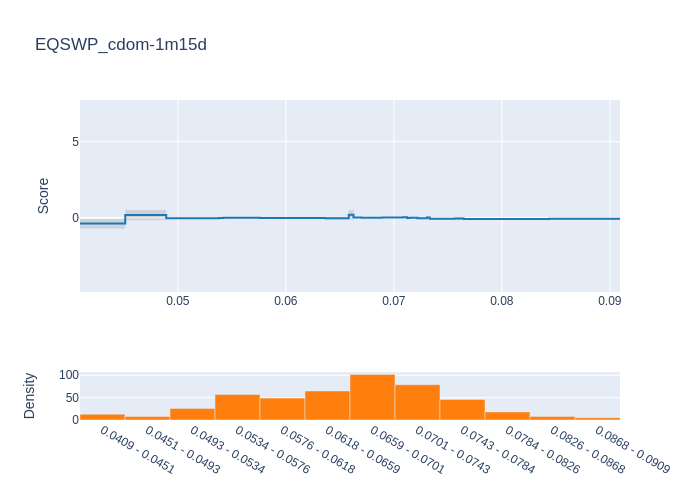 EQSWP_cdom-1m15d
Score
5
0
0.05 0.06 0.07 0.08 0.09
Density
100
50
0
0.0409 - 0.0451
0.0451 - 0.0493
0.0493 - 0.0534
0.0534 - 0.0576
0.0576 - 0.0618
0.0618 - 0.0659
0.0659 - 0.0701
0.0701 - 0.0743
0.0743 - 0.0784
0.0784 - 0.0826
0.0826 - 0.0868
0.0868 - 0.0909